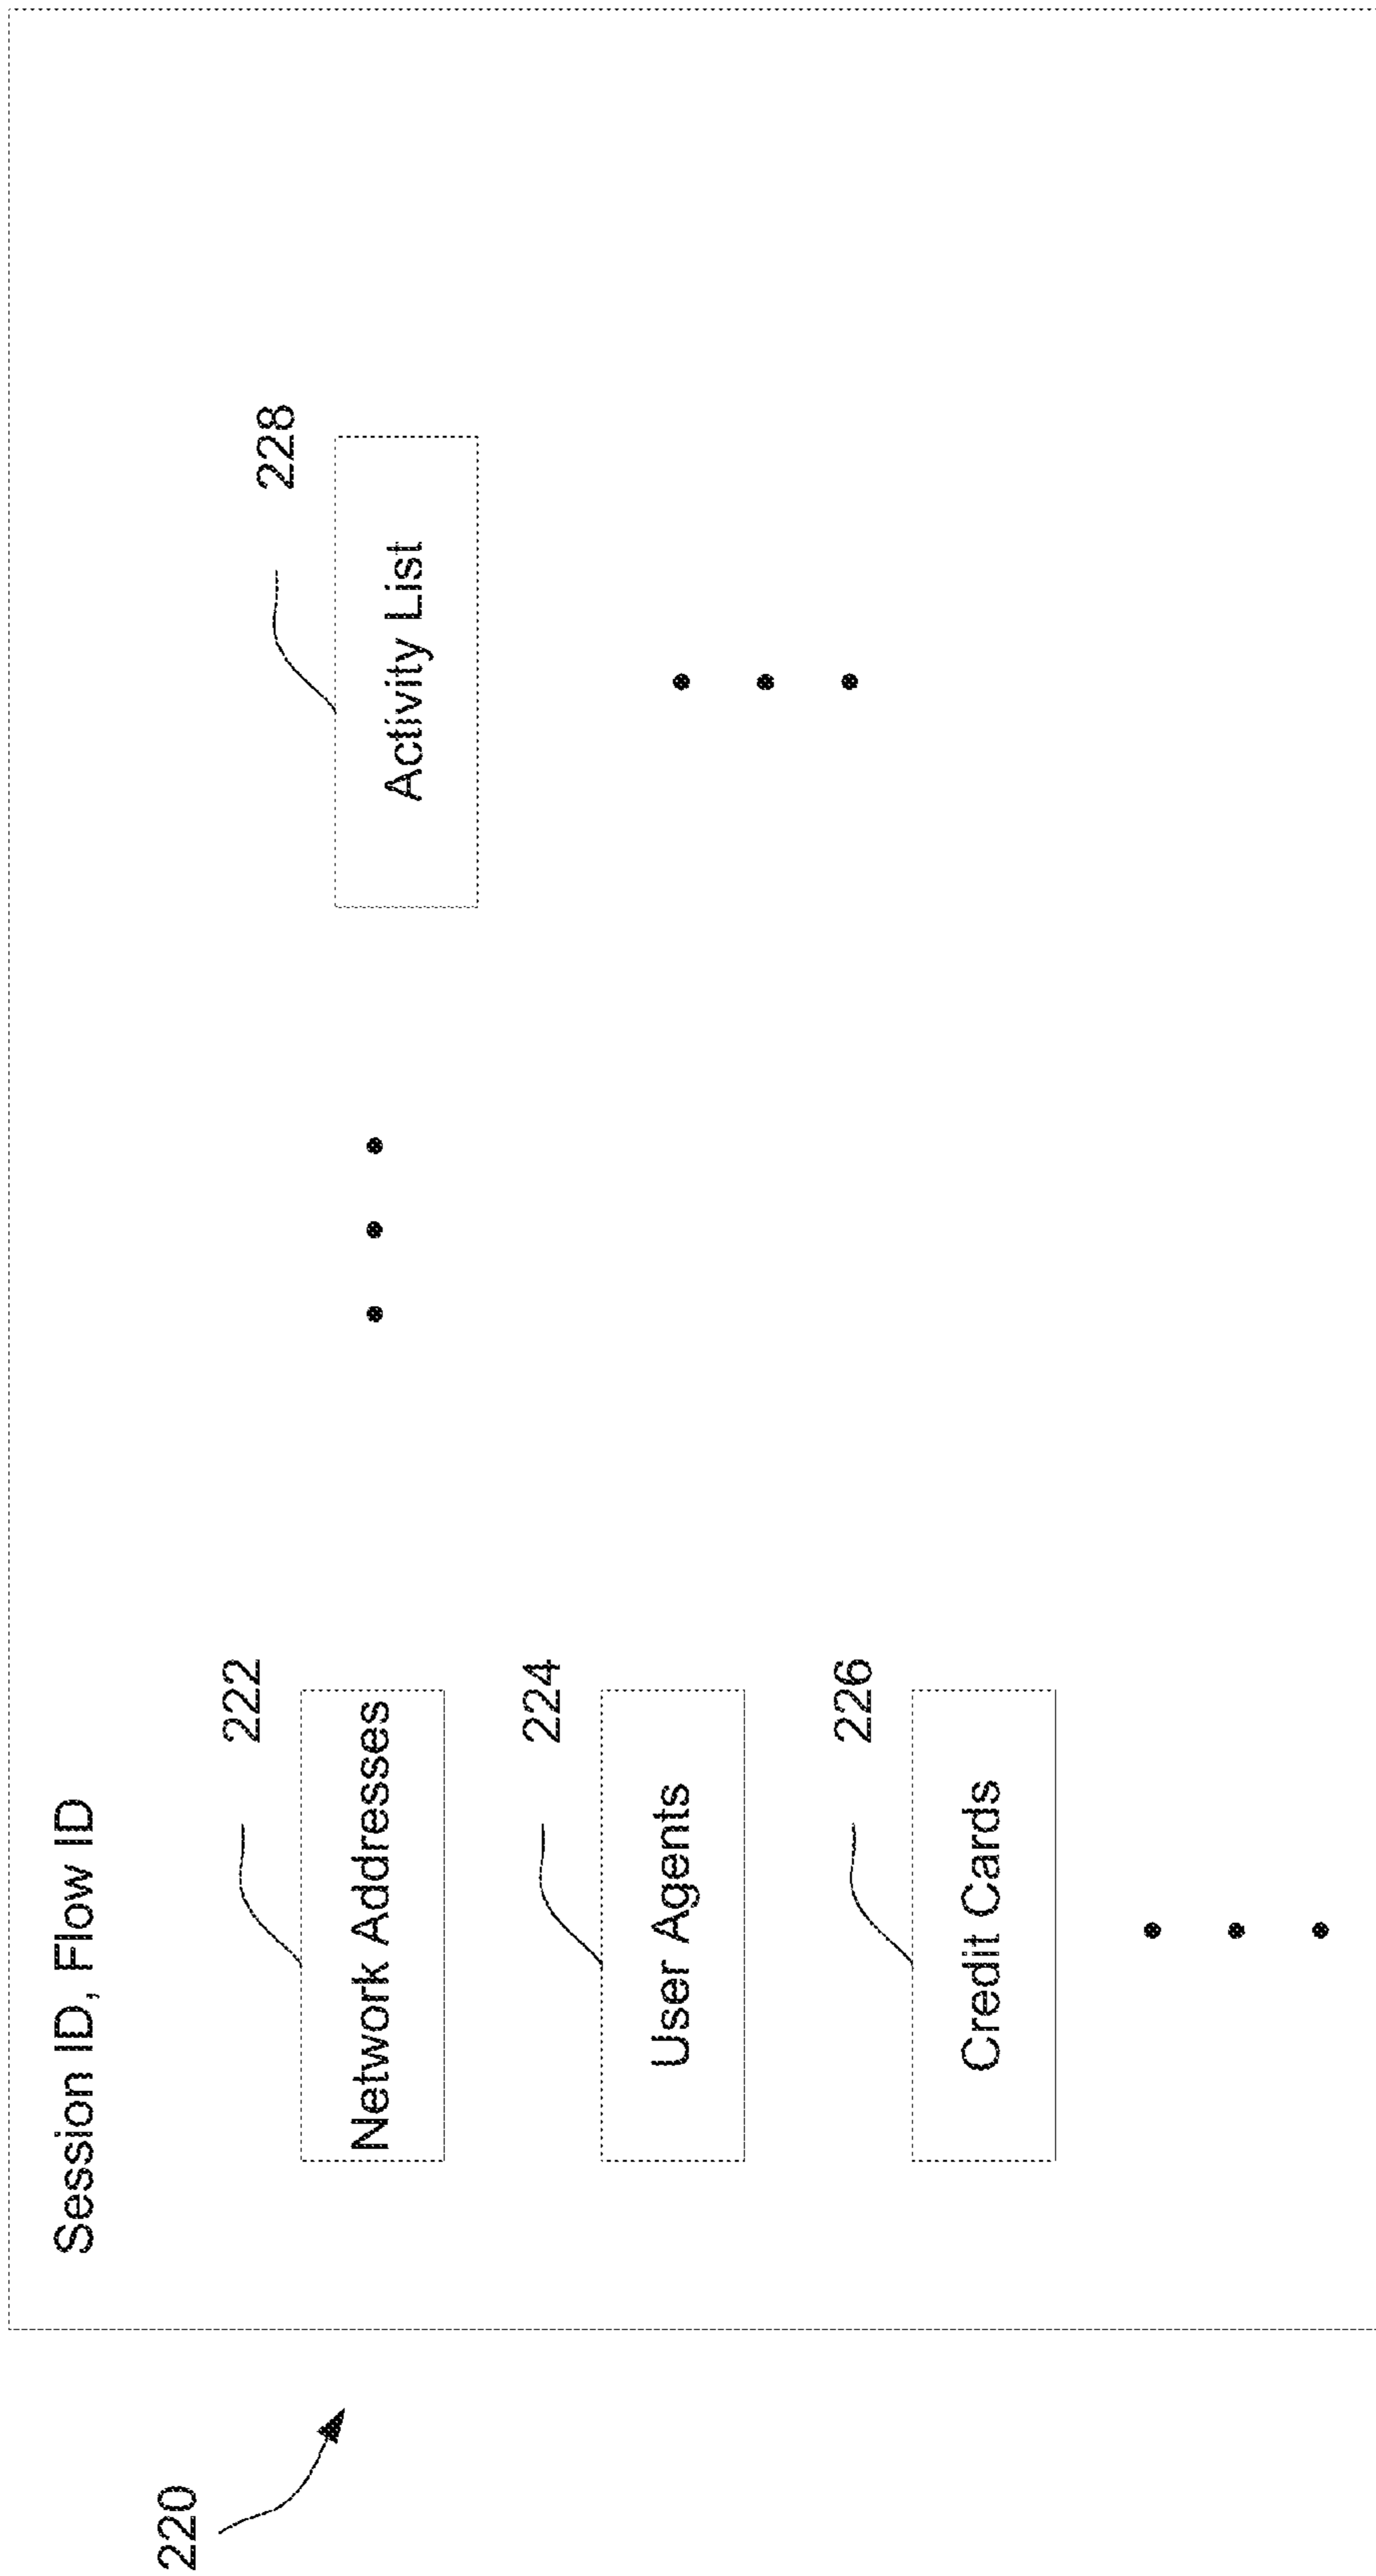 220
Session ID, Flow ID
222
Network Addresses
228
Activity List
224
User Agents
226
Credit Cards